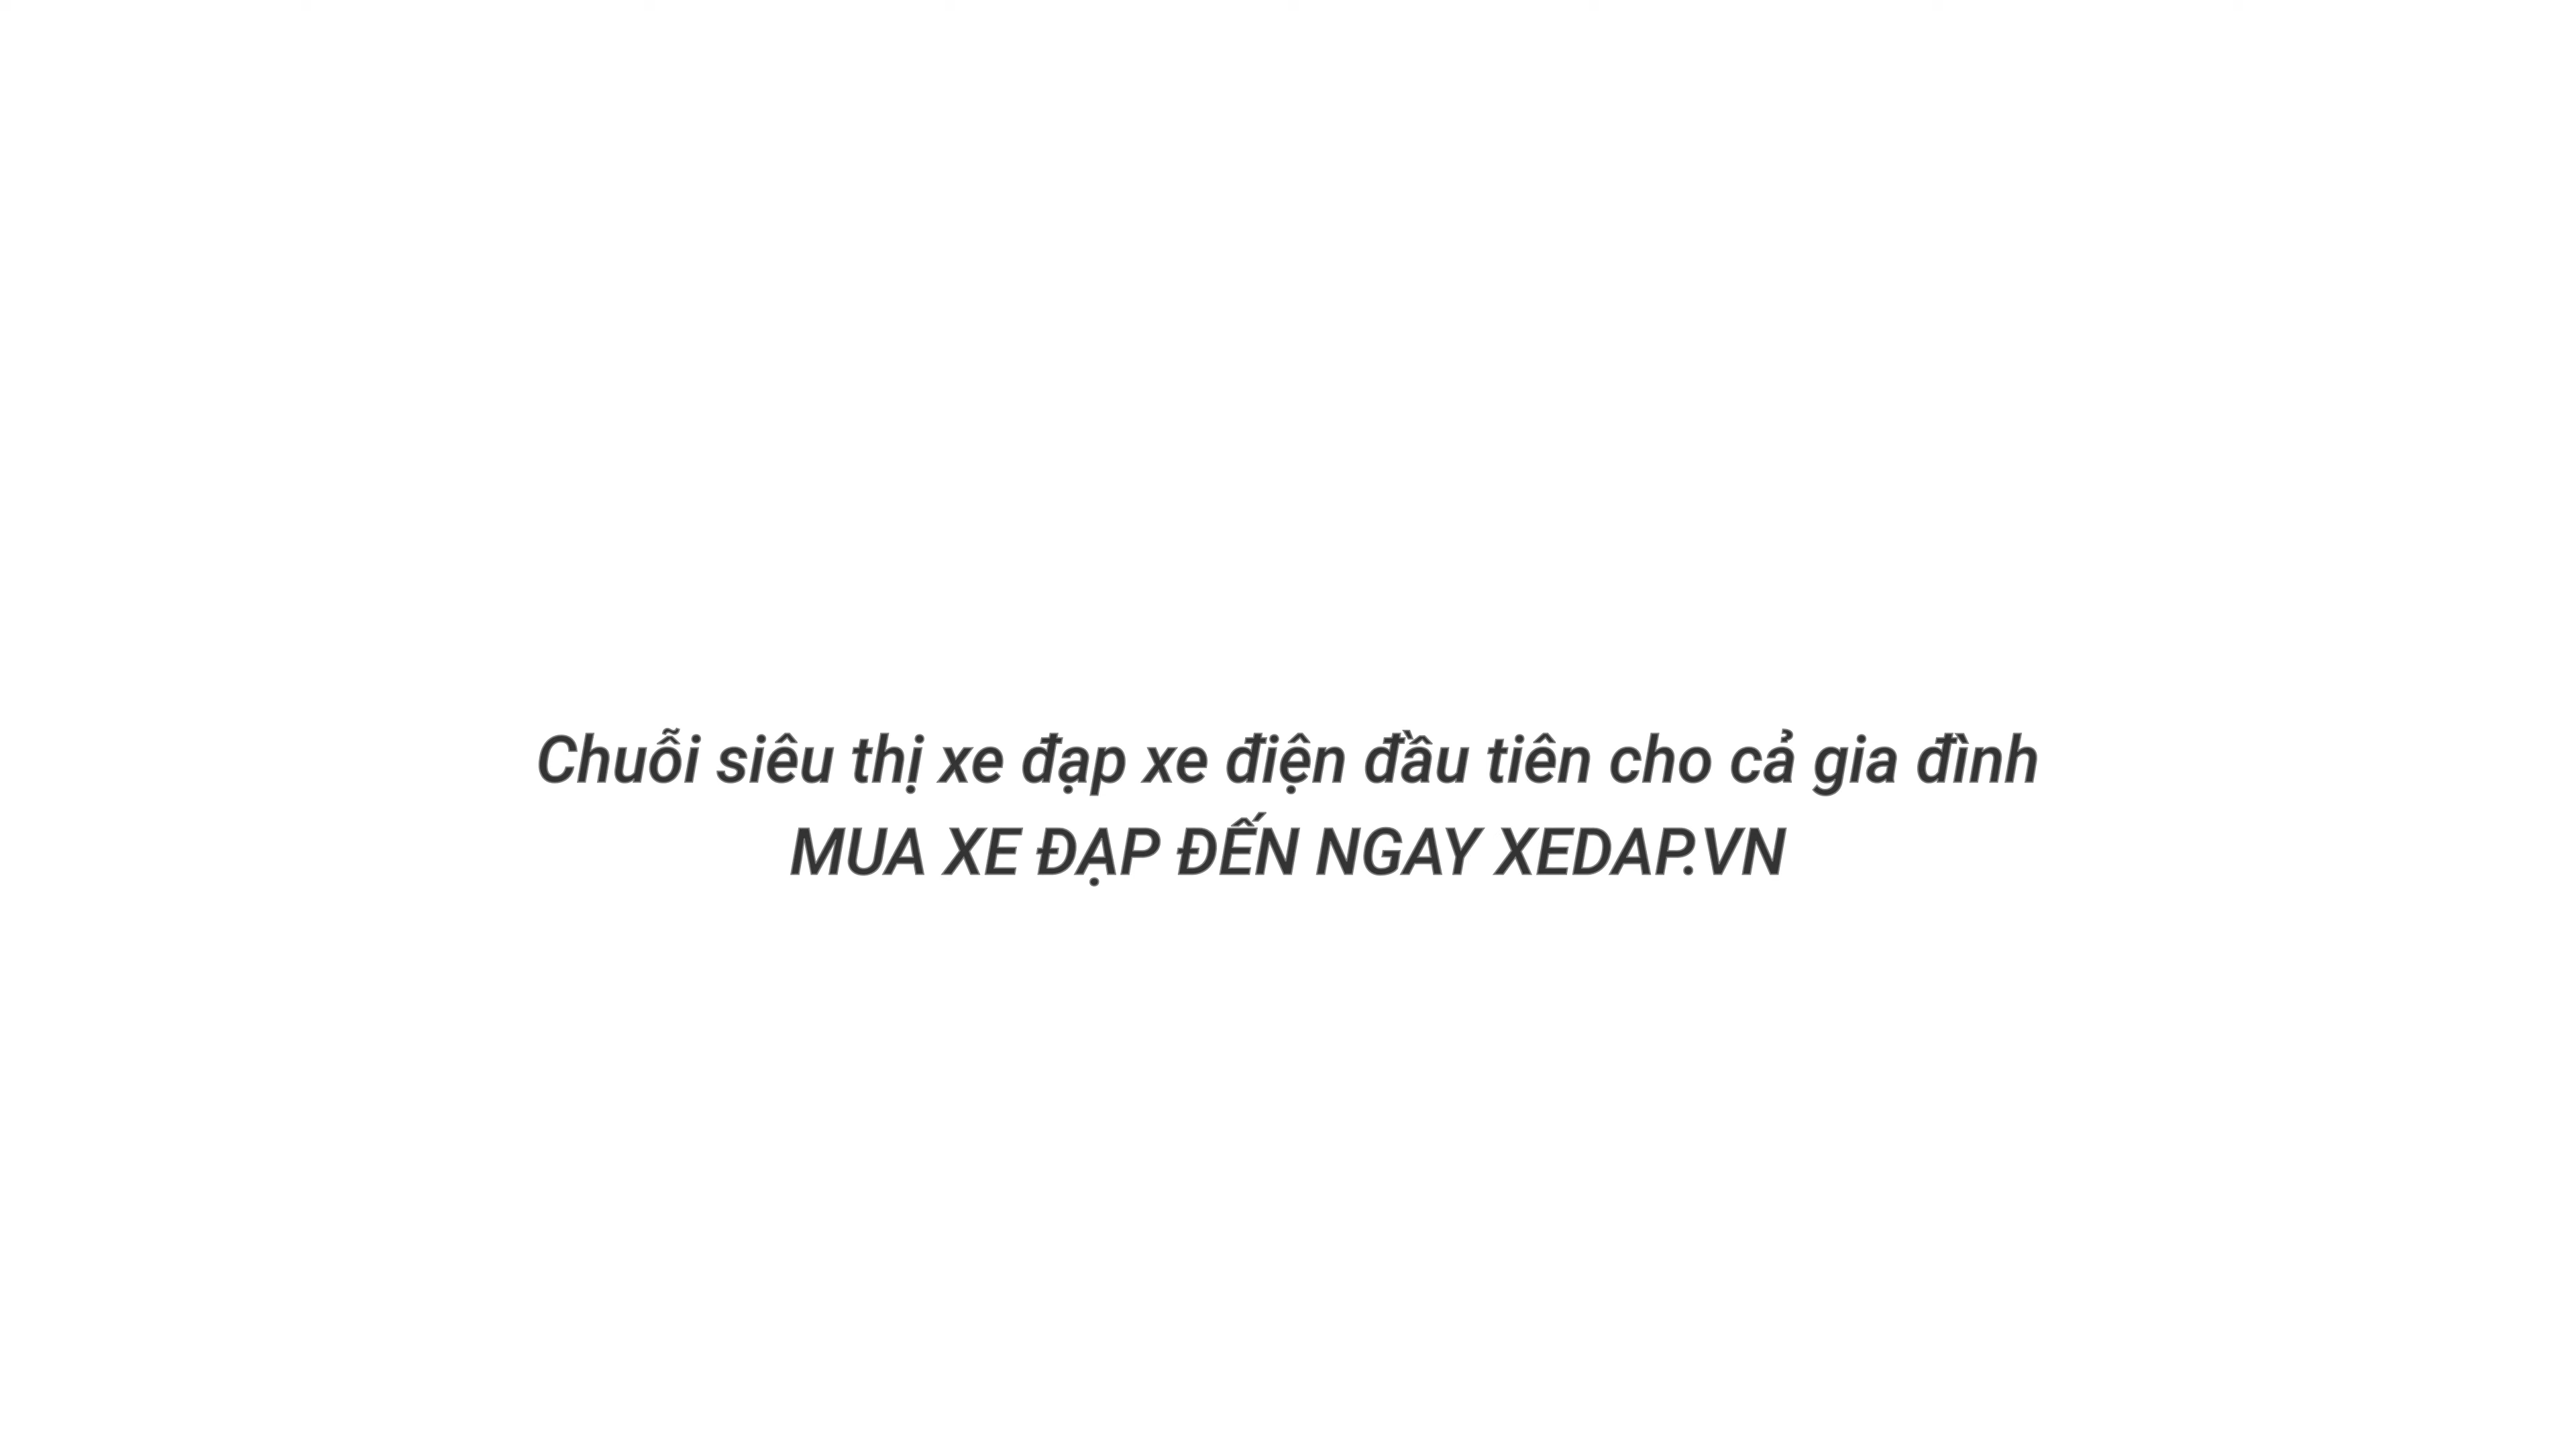 Chuỗi siêu thị xe đạp xe điện đầu tiên cho cả gia đình
MUA XE ĐẠP ĐẾN NGAY XEDAP.VN